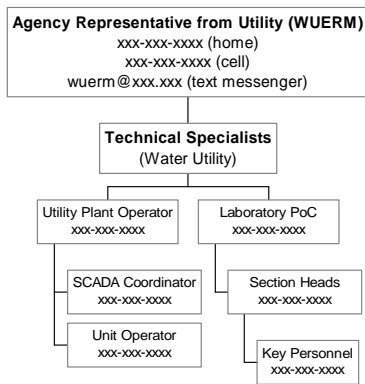 Agency Representative from Utility (WUERM)
xxx-xxx-xxxx (home)
xxx-xxx-xxxx (cell)
wuerm@xxx.xxx (text messenger)
Technical Specialists
(Water Utility)
Utility Plant Operator
xxx-xxx-xxxx
Laboratory PoC
xxx-xxx-xxxx
SCADA Coordinator
xxx-xxx-xxxx
Section Heads
xxx-xxx-xxxx
Unit Operator
xxx-xxx-xxxx
Key Personnel
xxx-xxx-xxxx